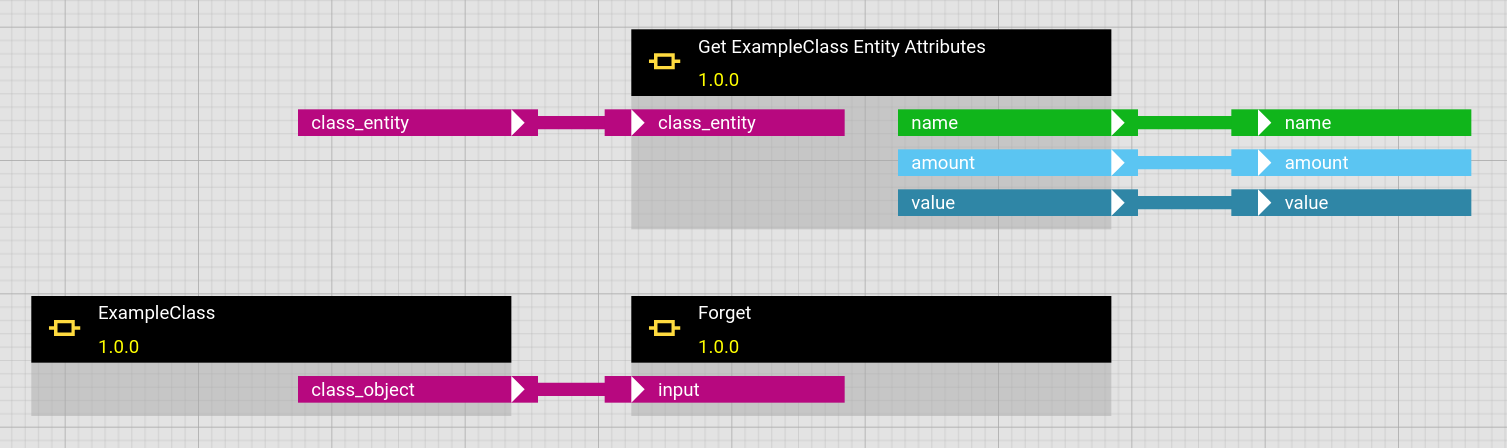 Get ExampleClass Entity Attributes
1.0.0
class_entity class_entity name name
amount amount
value value
ExampleClass Forget
1.0.0 1.0.0
class_object input